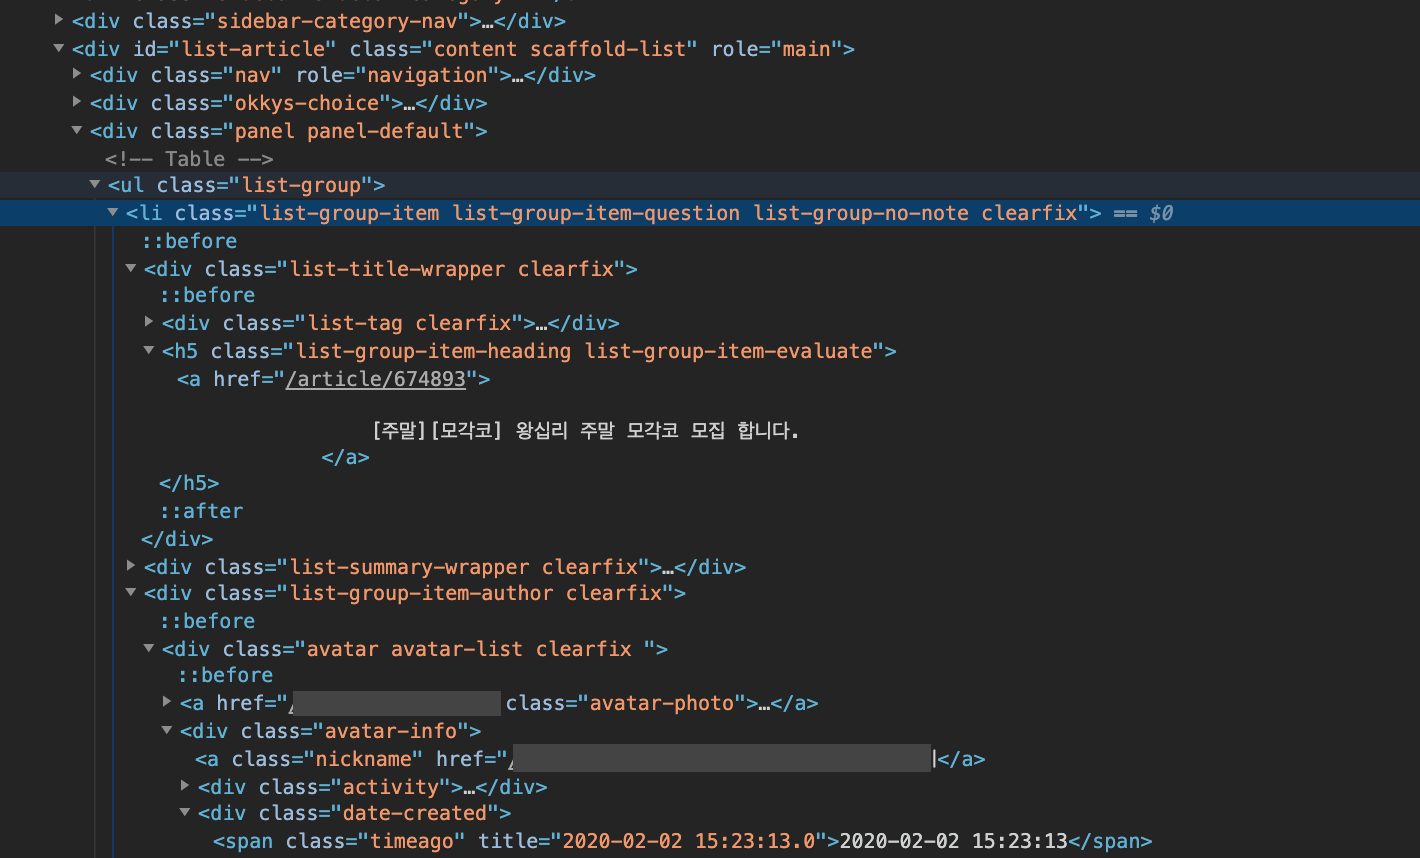 <div class="sidebar-category-nav">…</div>
<div id="list-article" class="content scaffold-list" role="main">
<div class="nav" role="navigation">…</div>
<div class="okkys-choice">…</div>
<div class="panel panel-default">
<!-- Table -->
<ul class="list-group">
<li class="list-group-item list-group-item-question list-group-no-note clearfix"> == $0
::before
<div class="list-title-wrapper clearfix">
::before
<div class="list-tag clearfix">…</div>
<h5 class="list-group-item-heading list-group-item-evaluate">
<a href="/article/674893">
[주말][모각코] 왕십리 주말 모각코 모집 합니다.
</a>
</h5>
::after
</div>
<div class="list-summary-wrapper clearfix">…</div>
<div class="list-group-item-author clearfix">
::before
<div class="avatar avatar-list clearfix ">
::before
<a href="/ class="avatar-photo">…</a>
<div class="avatar-info">
<a class="nickname" href="/ </a>
<div class="activity">…</div>
<div class="date-created">
<span class="timeago" title="2020-02-02 15:23:13.0">2020-02-02 15:23:13</span>